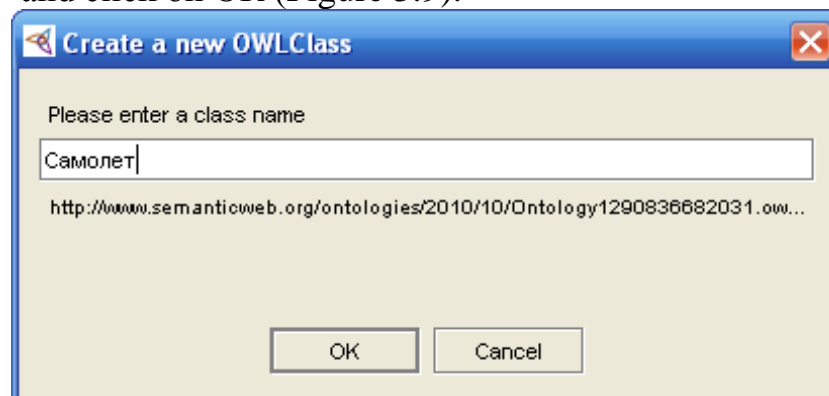 and click on OK (Figure 3.9).
Create a new OWLClass
Please enter a class name
Самолет
http://www.semanticweb.org/ontologies/2010/10/Ontology1290836682031.ow...
OK Cancel